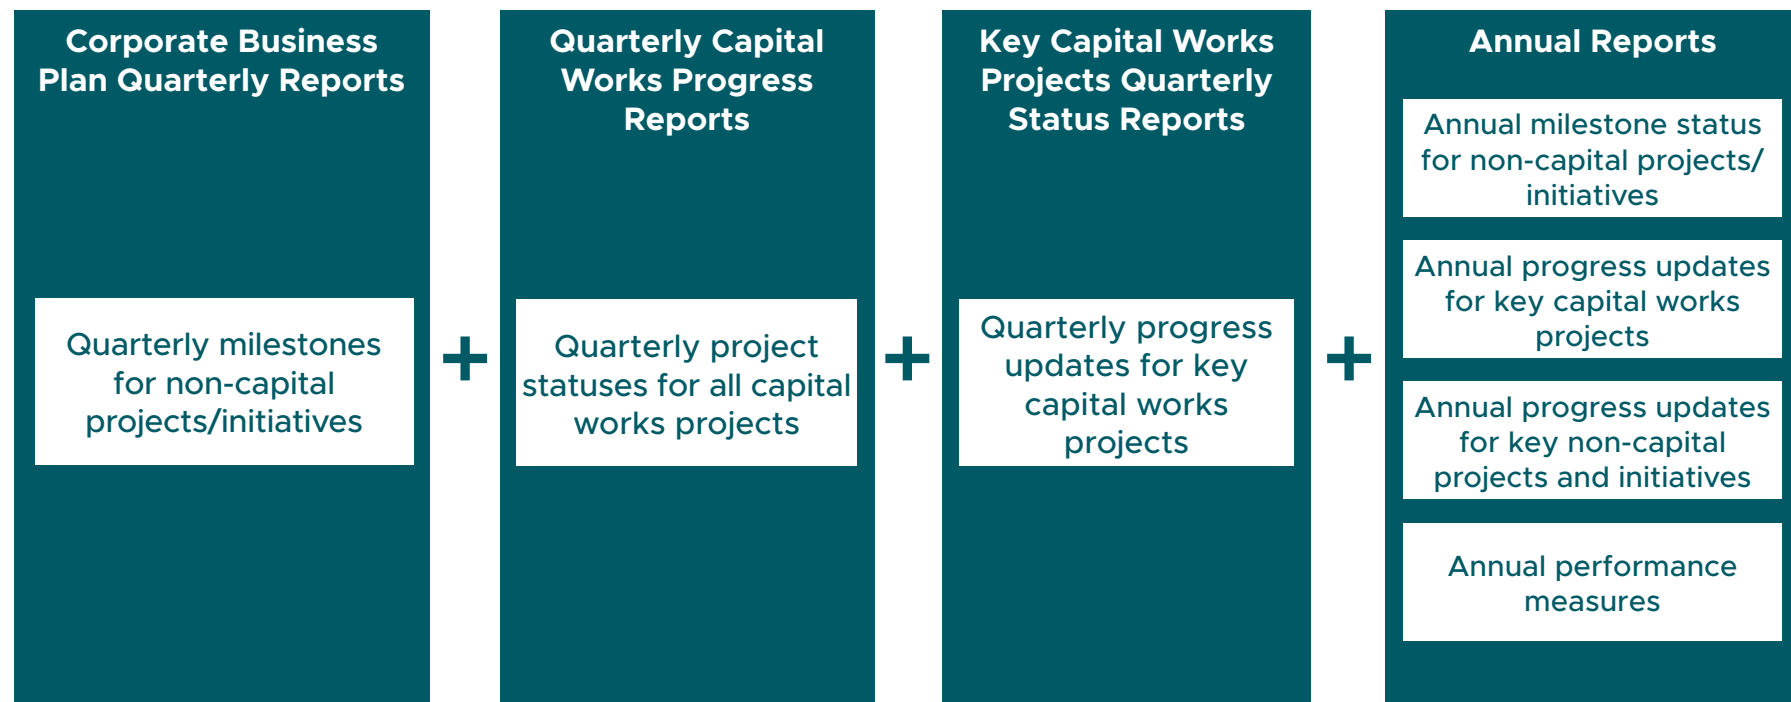 Corporate Business
Plan Quarterly Reports
Quarterly milestones
for non-capital
projects/initiatives
+
Quarterly Capital
Works Progress
Reports
Quarterly project
statuses for all capital
works projects
+
Key Capital Works
Projects Quarterly
Status Reports
Quarterly progress
updates for key
capital works
projects
+
Annual Reports
Annual milestone status
for non-capital projects/
initiatives
Annual progress updates
for key capital works
projects
Annual progress updates
for key non-capital
projects and initiatives
Annual performance
measures